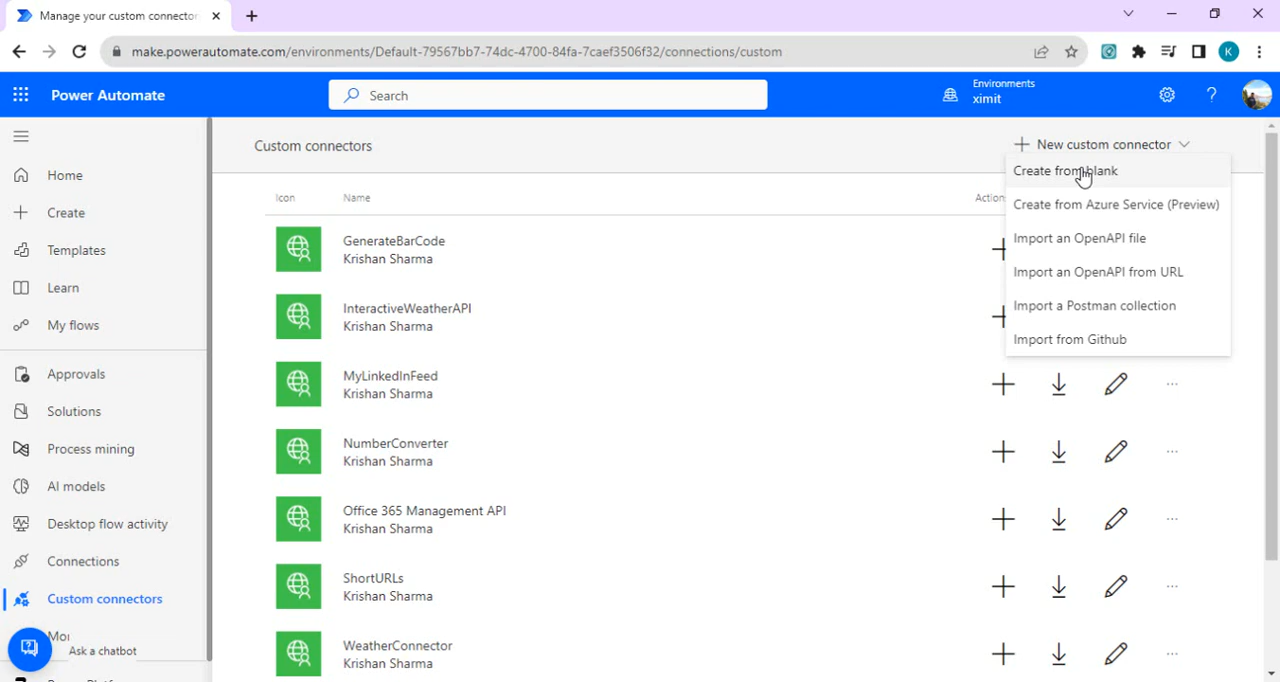 Manage your custom connector
make.powerautomate.com/environments/Default-79567bb7-74dc-4700-84fa-7caef3506f32/connections/custom
K
Power Automate
Search
Environments
ximit
?
Home
Create
Templates
Learn
My flows
Approvals
Solutions
Process mining
AI models
Desktop flow activity
Connections
Custom connectors
Ask a chatbot
Custom connectors
New custom connector
Create from blank
Create from Azure Service (Preview)
Import an OpenAPI file
Import an OpenAPI from URL
Import a Postman collection
Import from Github
Icon
Name
GenerateBarCode
Krishan Sharma
InteractiveWeatherAPI
Krishan Sharma
MyLinkedInFeed
Krishan Sharma
...
NumberConverter
Krishan Sharma
...
Office 365 Management API
Krishan Sharma
...
ShortURLs
Krishan Sharma
...
WeatherConnector
Krishan Sharma
...